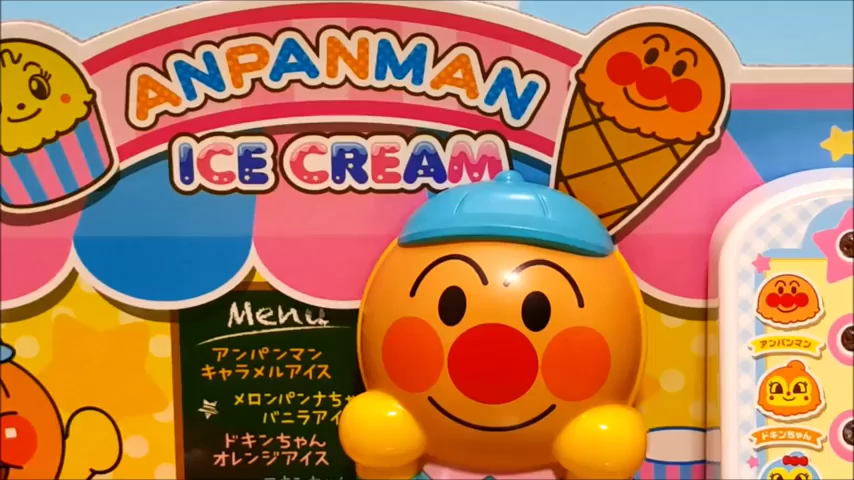 ANPANMAN
ICE CREAM
Menu
アンパンマン
キャラメルアイス
メロンパンナちゃ
バニラアイ
ドキンちゃん
オレンジアイス
アンパンマン
ドキンちゃん